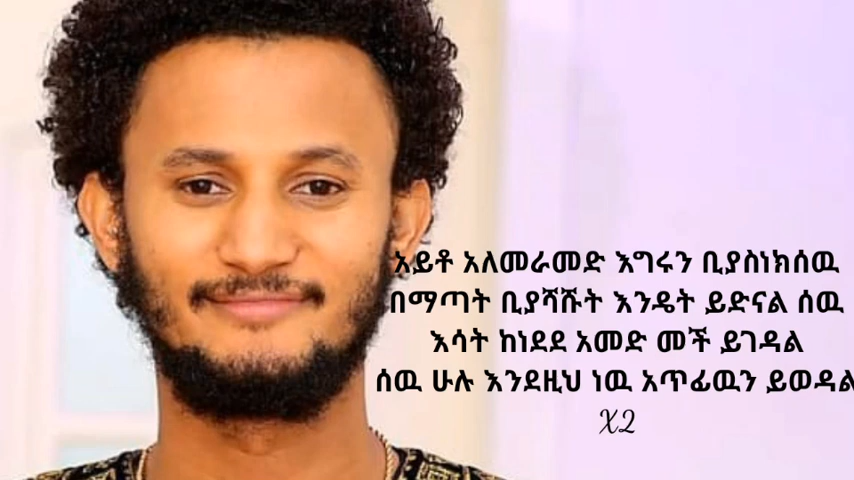 አይቶ አለመራመድ እግሩን ቢያስነክሰዉ
በማጣት ቢያሻሹት እንዴት ይድናል ሰዉ
እሳት ከነደደ አመድ መች ይገዳል
ሰዉ ሁሉ እንደዚህ ነዉ አጥፊዉን ይወዳል
X2